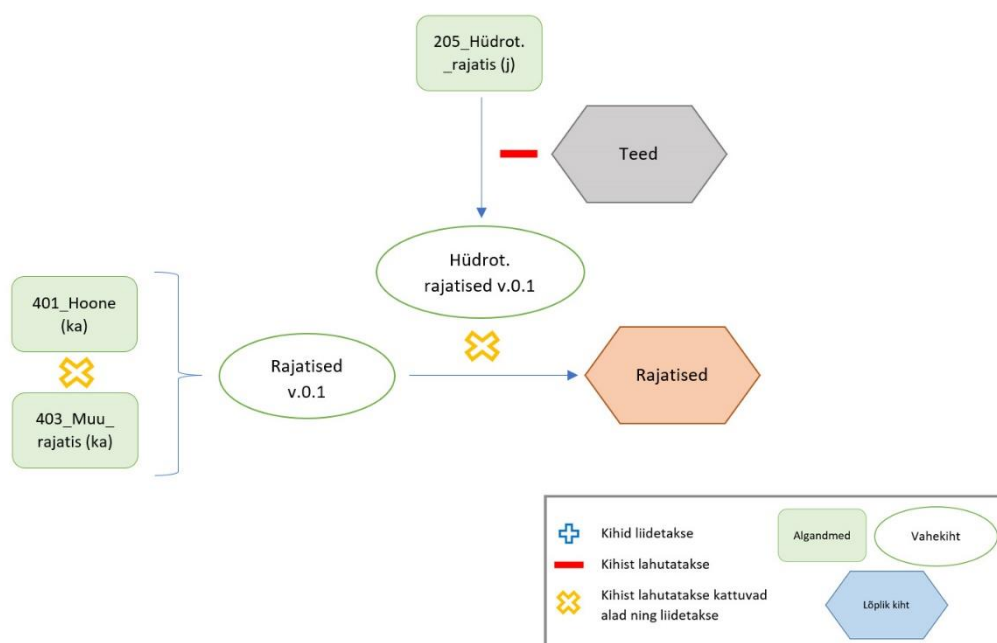 205_Hüdrot.
_rajatis (j)
Teed
Hüdrot.
rajatised v.0.1
401_Hoone
(ka)
403_Muu_
rajatis (ka)
Rajatised
v.0.1
Rajatised
Kihid liidetakse
Kihist lahutatakse
Kihist lahutatakse kattuvad
alad ning liidetakse
Algandmed
Vahekiht
Lõplik kiht